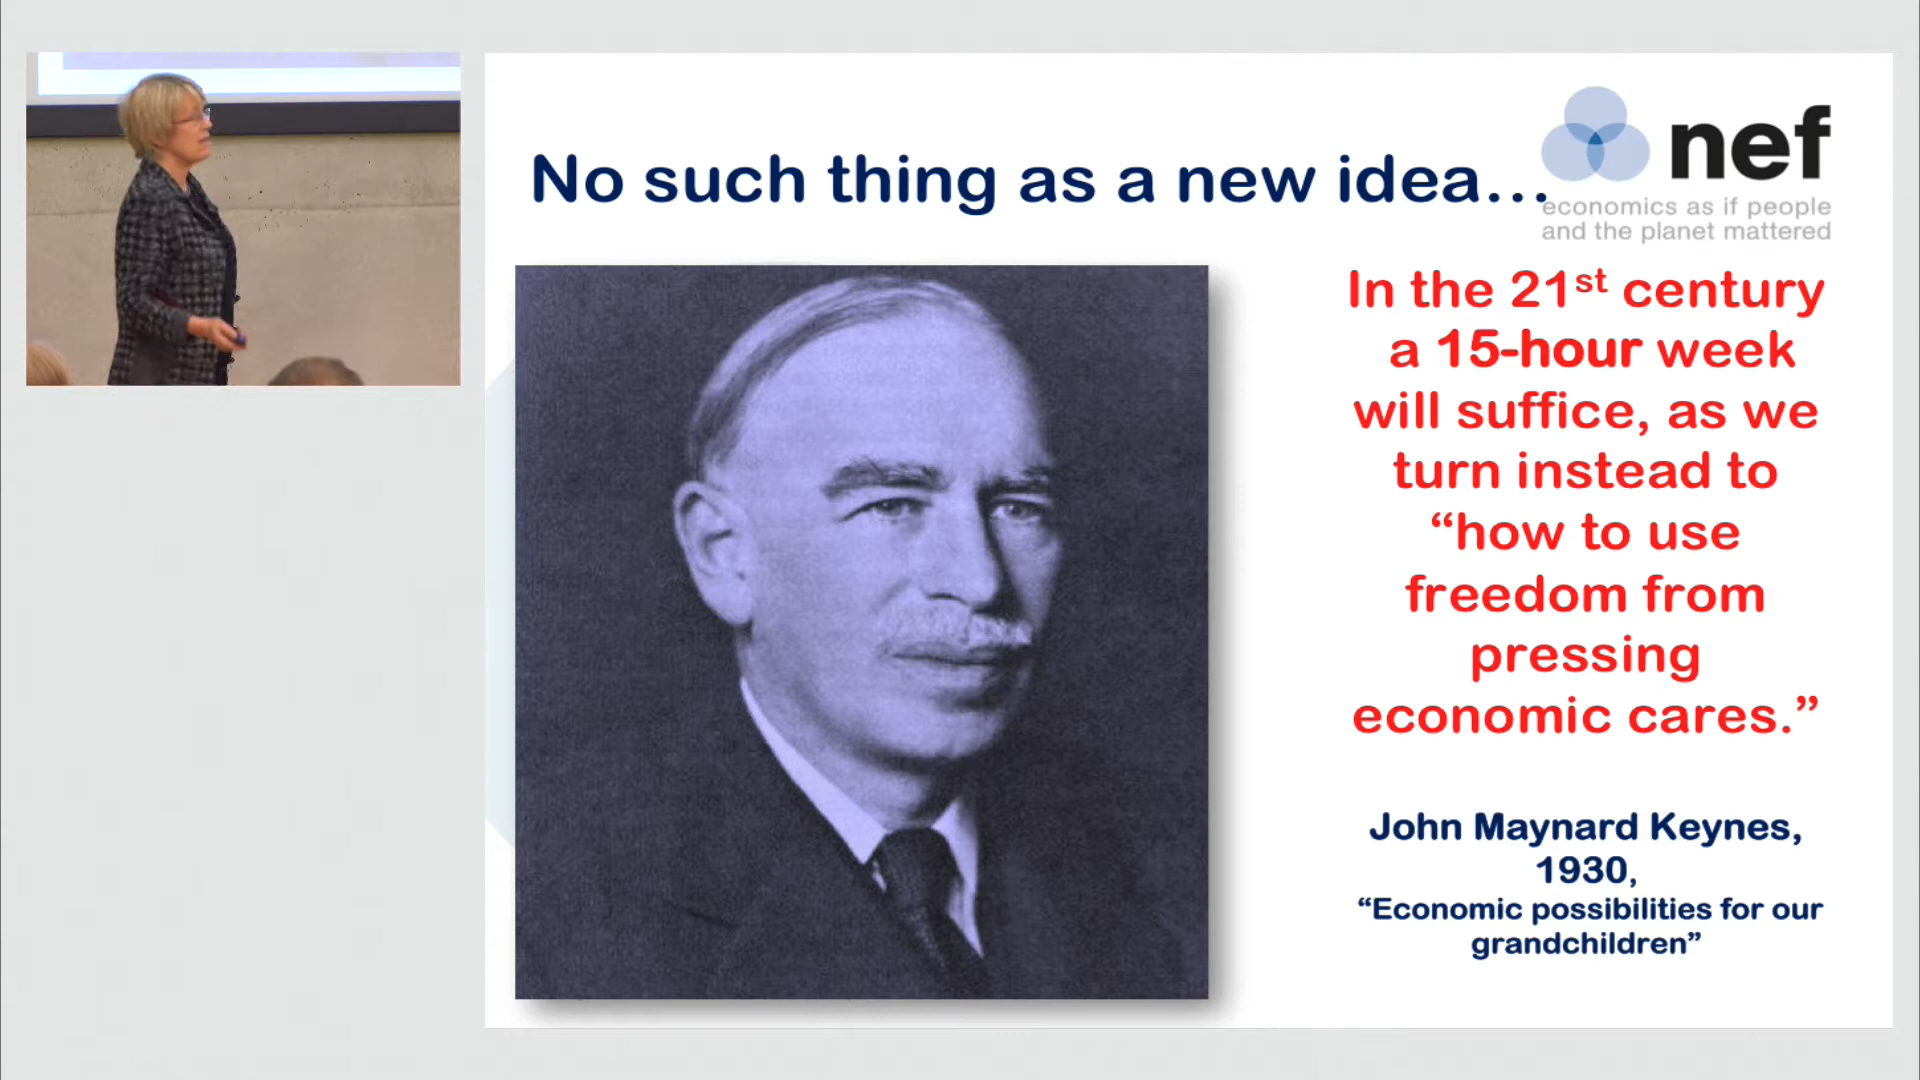 No such thing as a new idea...
nef
economics as if people
and the planet mattered
In the 21st century
a 15-hour week
will suffice, as we
turn instead to
“how to use
freedom from
pressing
economic cares.”
John Maynard Keynes,
1930,
“Economic possibilities for our
grandchildren”